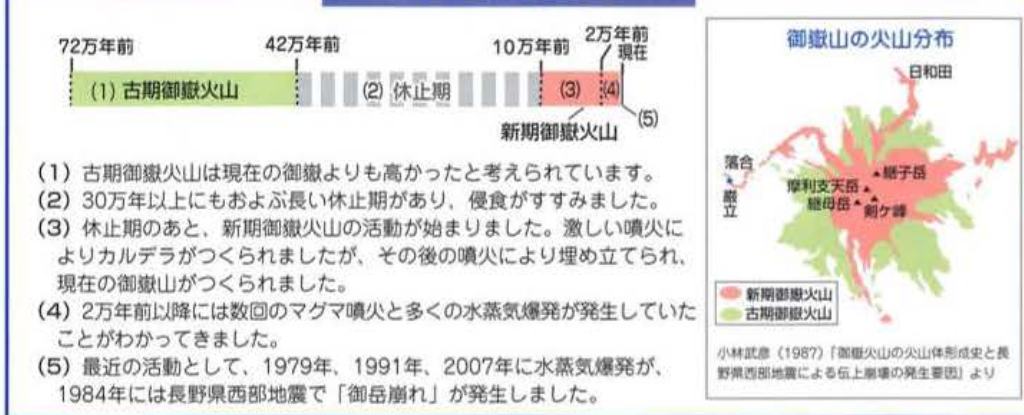 72万年前
42万年前
10万年前
2万年前
現在
(1) 古期御嶽火山
(2) 休止期
(3)
(4)
(5)
新期御嶽火山
(1) 古期御嶽火山は現在の御嶽よりも高かったと考えられています。
(2) 30万年以上にもおよぶ長い休止期があり、侵食がすすみました。
(3) 休止期のあと、新期御嶽火山の活動が始まりました。激しい噴火に
よりカルデラがつくられましたが、その後の噴火により埋め立てられ、
現在の御嶽山がつくられました。
(4) 2万年前以降には数回のマグマ噴火と多くの水蒸気爆発が発生していた
ことがわかってきました。
(5) 最近の活動として、1979年、1991年、2007年に水蒸気爆発が、
1984年には長野県西部地震で「御岳崩れ」が発生しました。
御嶽山の火山分布
日和田
落合
巌立
継子岳
摩利支天岳
継母岳
剣ケ峰
新期御嶽火山
古期御嶽火山
小林武彦（1987）「御嶽火山の火山体形成史と長
野県西部地震による伝上崩壊の発生要因」より